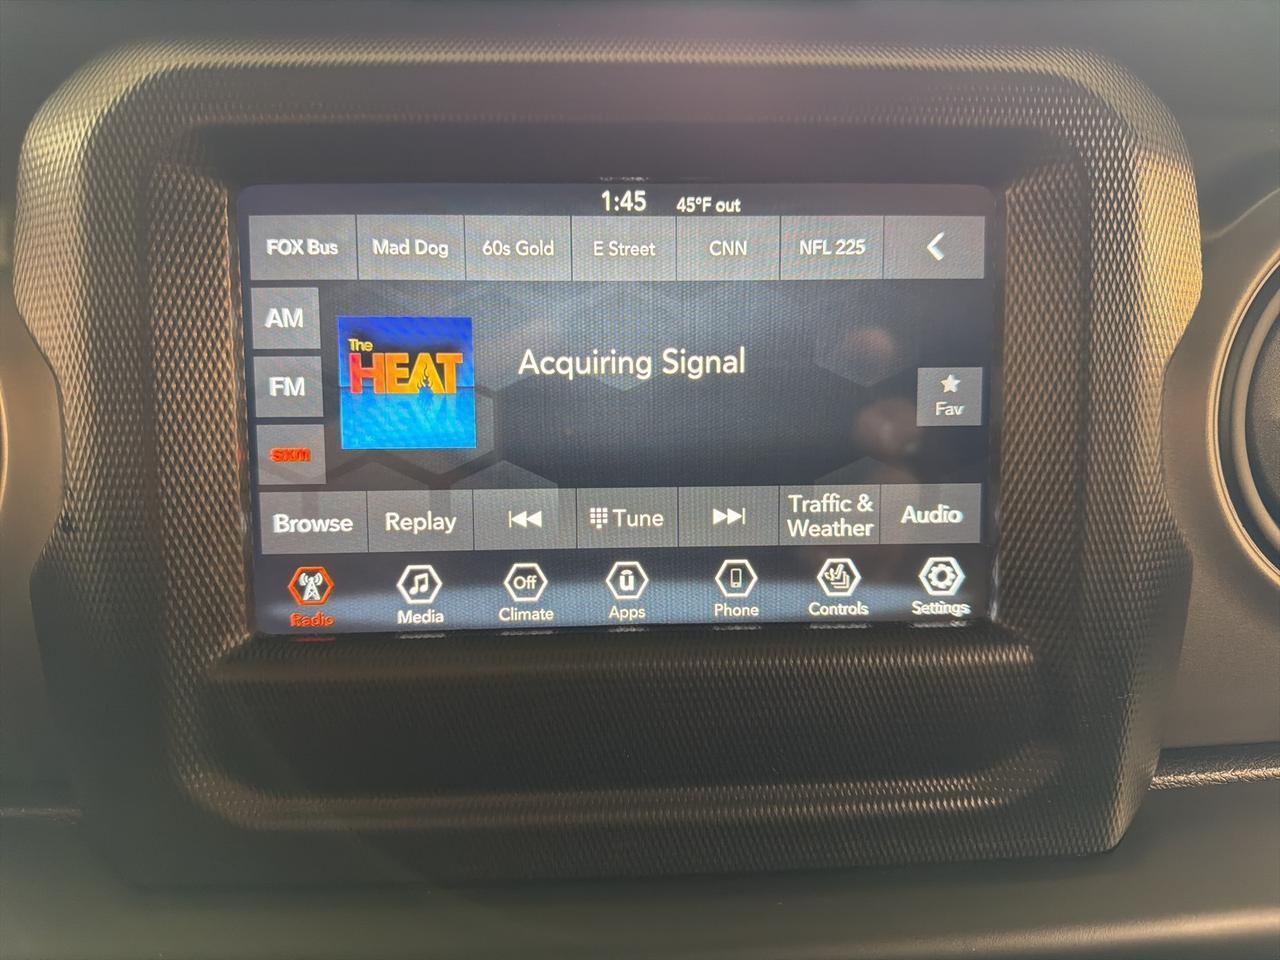 1:45 45°F out
FOX Bus Mad Dog 60s Gold E Street CNN NFL 225
AM
The
HEAT
Acquiring Signal
FM
Fav
sxm
Browse Replay Tune Traffic & Audio
Weather
Off
Radio Media Climate Apps Phone Controls Settings